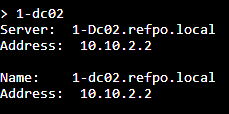 > 1-dc02
Server:  1-Dc02.refpo.local
Address:  10.10.2.2
Name:    1-dc02.refpo.local
Address:  10.10.2.2